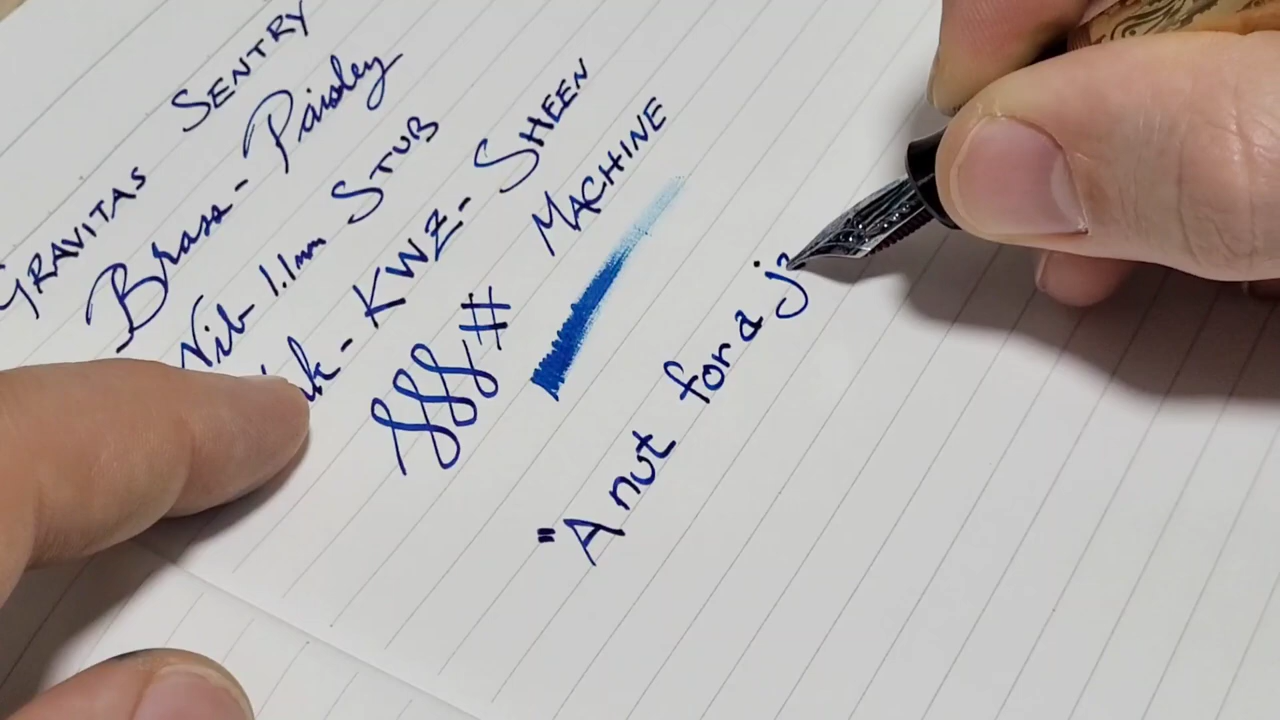 GRAVITAS SENTRY
Brass - Paisley
Nib 1.1mm STUB
Ink - KWZ - SHEEN
MACHINE
"A nut for a j